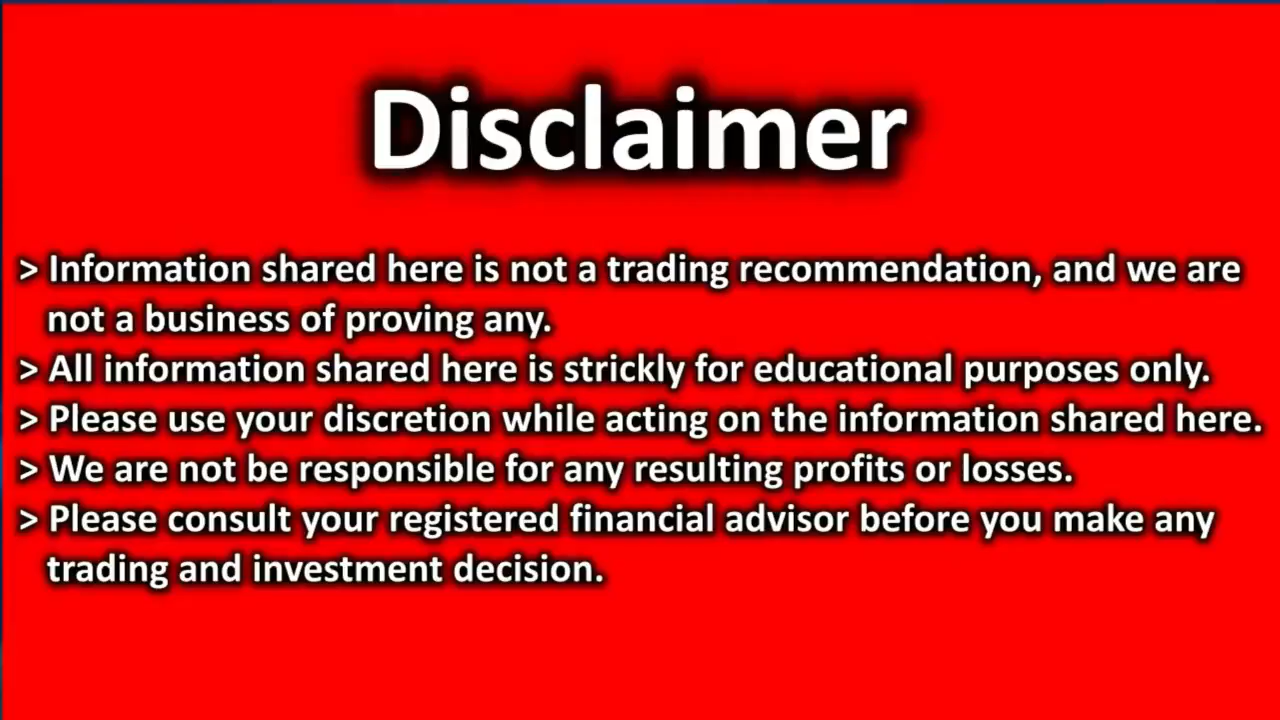 Disclaimer
> Information shared here is not a trading recommendation, and we are
not a business of proving any.
> All information shared here is strickly for educational purposes only.
> Please use your discretion while acting on the information shared here.
> We are not be responsible for any resulting profits or losses.
> Please consult your registered financial advisor before you make any
trading and investment decision.